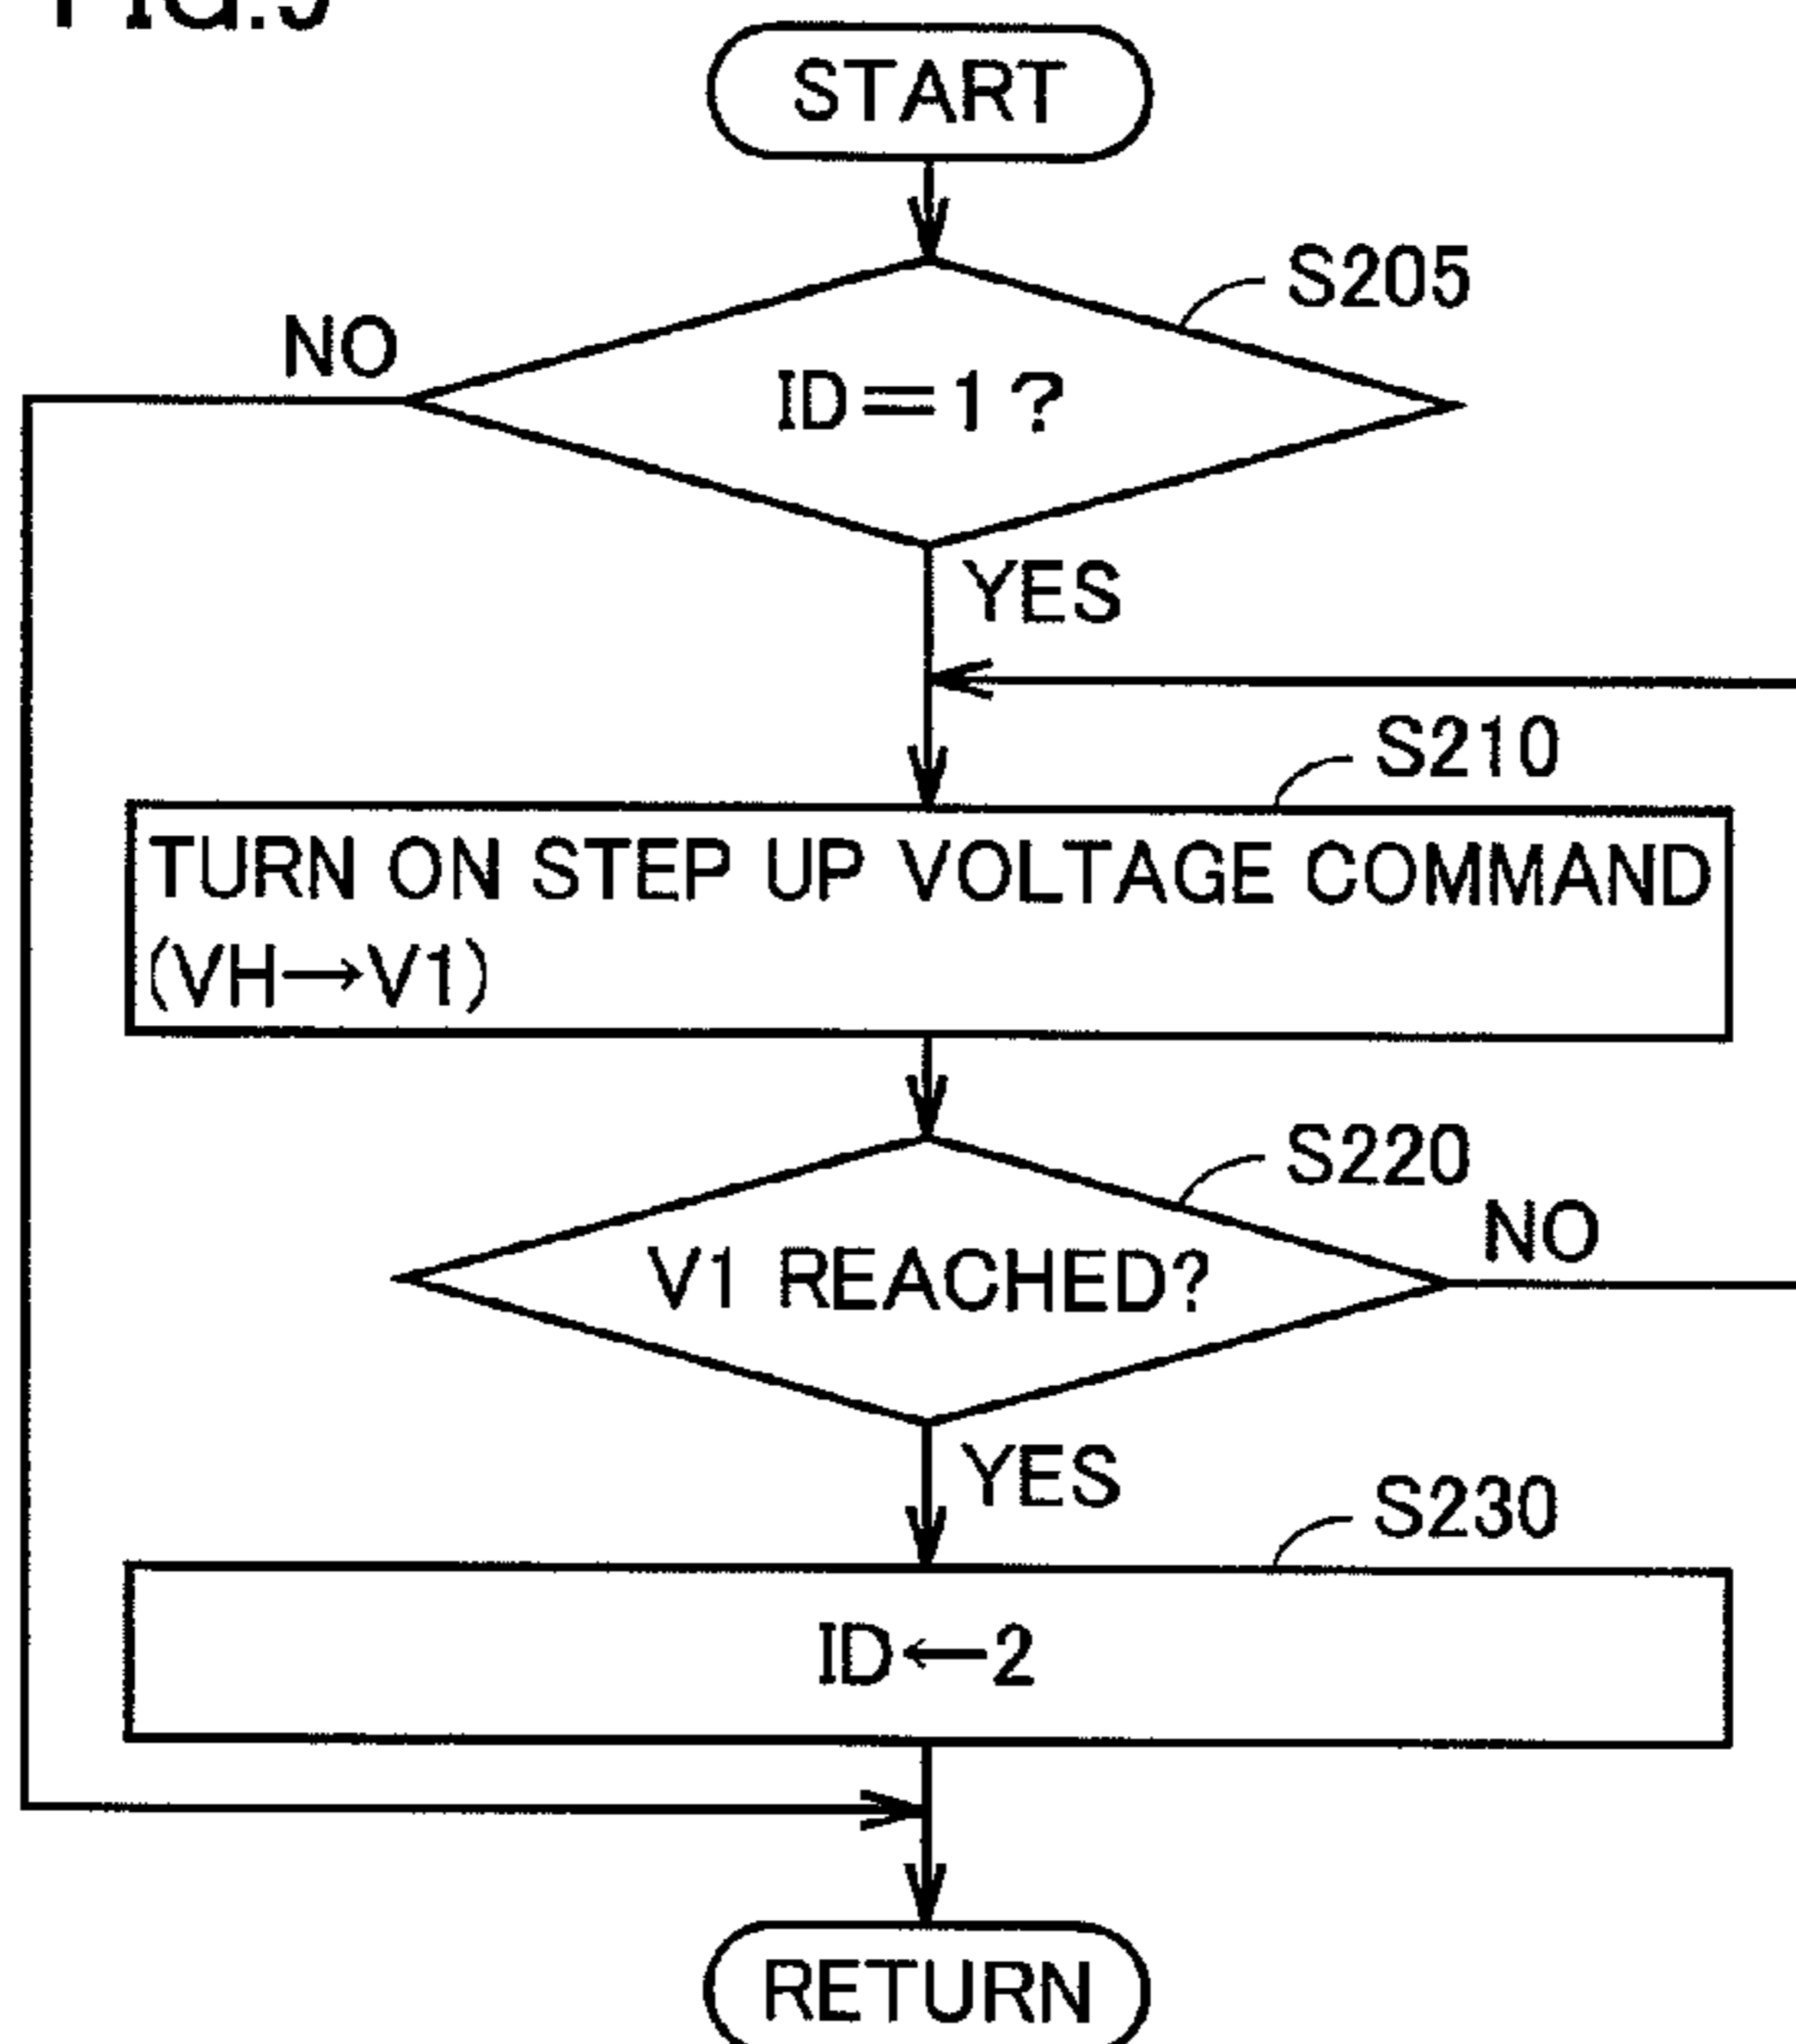 START
S205
NO
ID=1?
YES
S210
TURN ON STEP UP VOLTAGE COMMAND
(VH→V1)
S220
NO
V1 REACHED?
YES
S230
ID←2
RETURN